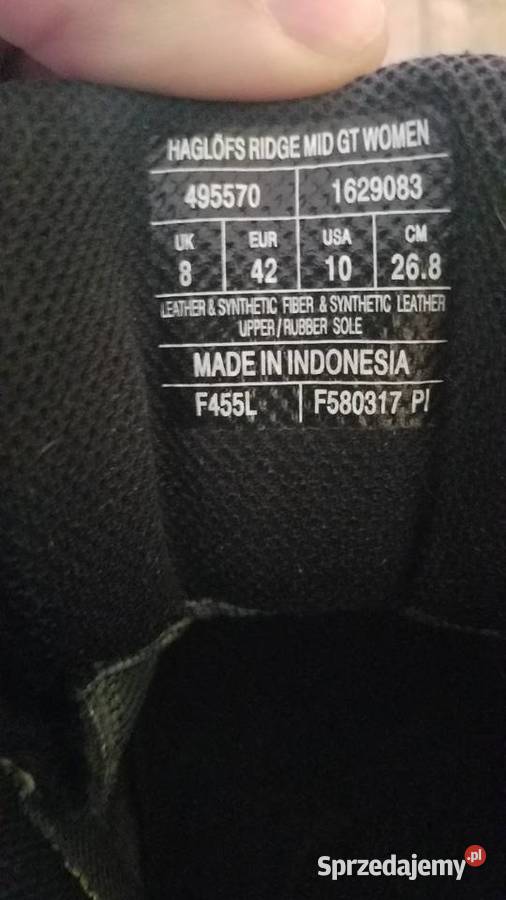 HAGLÖFS RIDGE MID GT WOMEN
495570 1629083
UK EUR USA CM
8 42 10 26.8
LEATHER & SYNTHETIC FIBER & SYNTHETIC LEATHER
UPPER / RUBBER SOLE
MADE IN INDONESIA
F455L F580317 PI
Sprzedajemy.pl